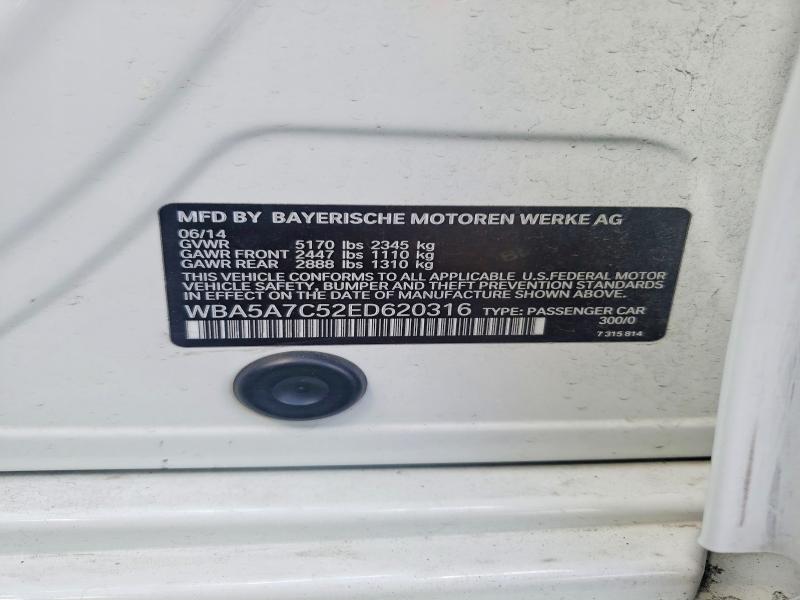 MFD BY BAYERISCHE MOTOREN WERKE AG
06/14
GVWR 5170 lbs 2345 kg
GAWR FRONT 2447 lbs 1110 kg
GAWR REAR 2888 lbs 1310 kg
THIS VEHICLE CONFORMS TO ALL APPLICABLE U.S.FEDERAL MOTOR
VEHICLE SAFETY, BUMPER AND THEFT PREVENTION STANDARDS
IN EFFECT ON THE DATE OF MANUFACTURE SHOWN ABOVE.
WBA5A7C52ED620316 TYPE: PASSENGER CAR
300/0
7 315 814